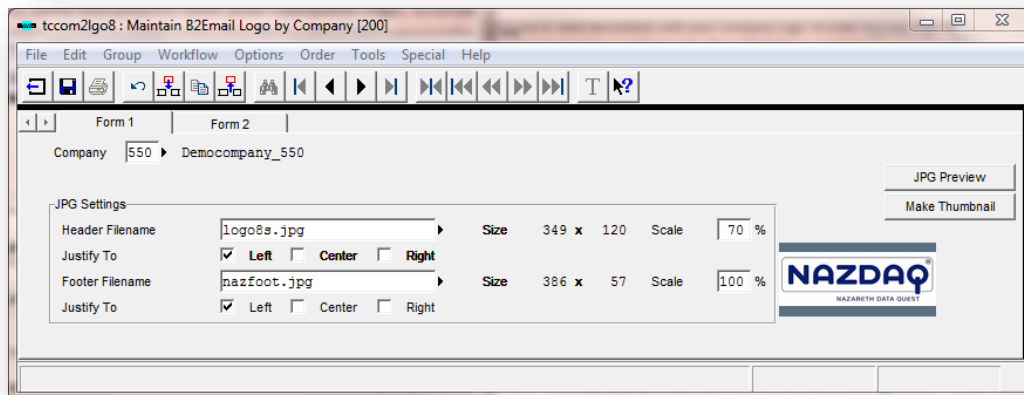 tccom2lgo8 : Maintain B2Email Logo by Company [200]
File Edit Group Workflow Options Order Tools Special Help
T ?
Form 1 Form 2
Company 550 Democompany_550
JPG Preview
Make Thumbnail
JPG Settings
Header Filename logo8s.jpg Size 349 x 120 Scale 70 %
Justify To Left Center Right
Footer Filename nazfoot.jpg Size 386 x 57 Scale 100 %
Justify To Left Center Right
NAZDAQ®
NAZARETH DATA QUEST